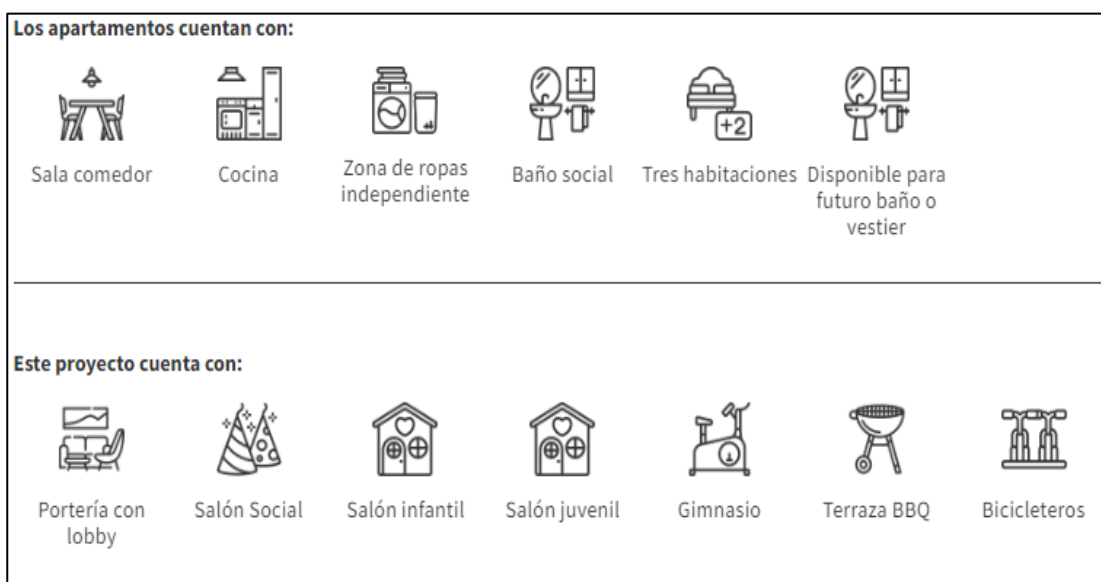 Los apartamentos cuentan con:
+2
Sala comedor
Cocina
Zona de ropas
independiente
Baño social
Tres habitaciones
Disponible para
futuro baño o
vestier
Este proyecto cuenta con:
Portería con
lobby
Salón Social
Salón infantil
Salón juvenil
Gimnasio
Terraza BBQ
Bicicleteros